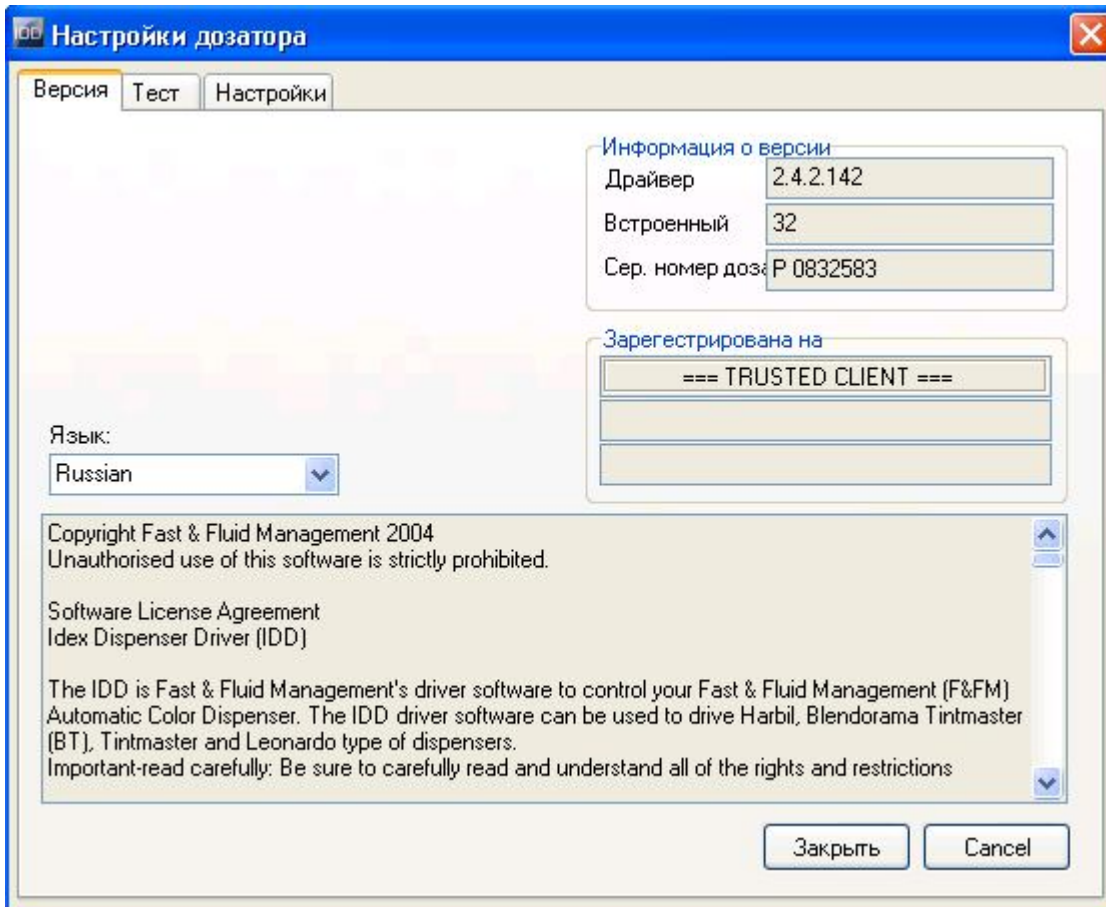 Настройки дозатора
Версия Тест Настройки
Информация о версии
Драйвер 2.4.2.142
Встроенный 32
Сер. номер доза P 0832583
Зарегестрирована на
=== TRUSTED CLIENT ===
Язык:
Russian
Copyright Fast & Fluid Management 2004
Unauthorised use of this software is strictly prohibited.
Software License Agreement
Idex Dispenser Driver (IDD)
The IDD is Fast & Fluid Management's driver software to control your Fast & Fluid Management (F&FM)
Automatic Color Dispenser. The IDD driver software can be used to drive Harbil, Blendorama Tintmaster
(BT), Tintmaster and Leonardo type of dispensers.
Important-read carefully: Be sure to carefully read and understand all of the rights and restrictions
Закрыть Cancel